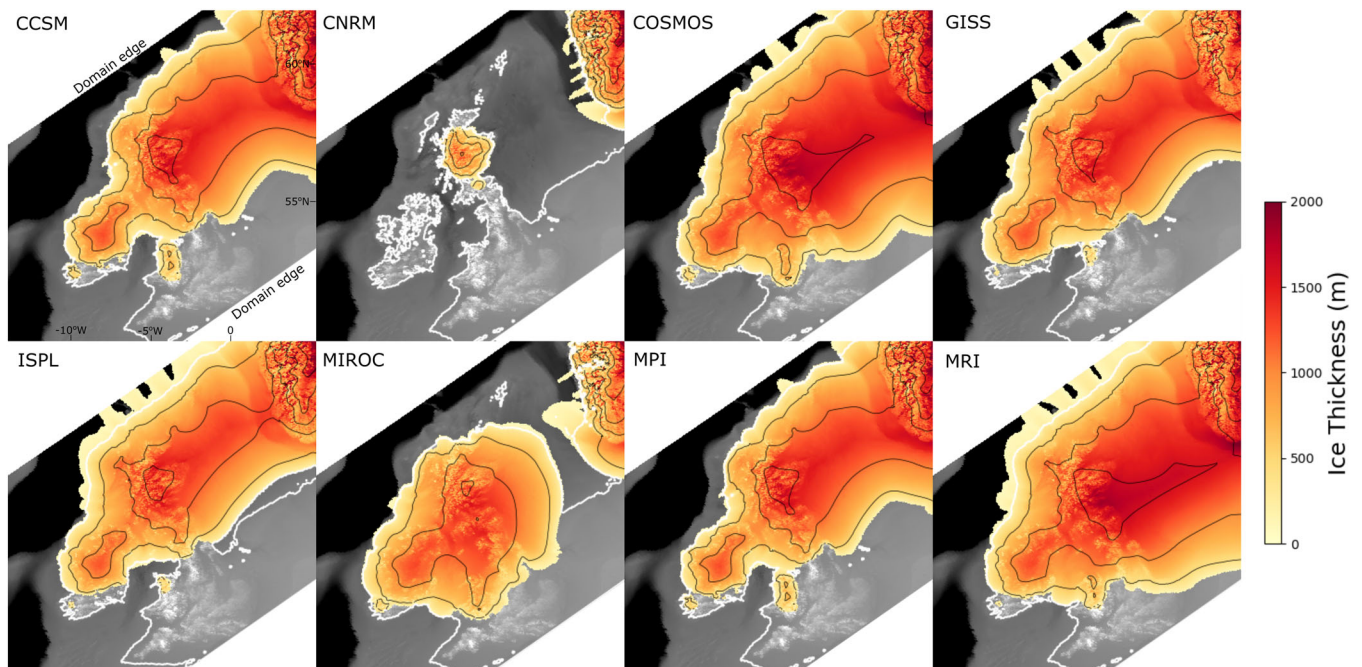 CCSM
CNRM
COSMOS
GISS
Domain edge
60°N
55°N
Domain edge
-10°W
-5°W
0
ISPL
MIROC
MPI
MRI
2000
1500
1000
500
0
Ice Thickness (m)